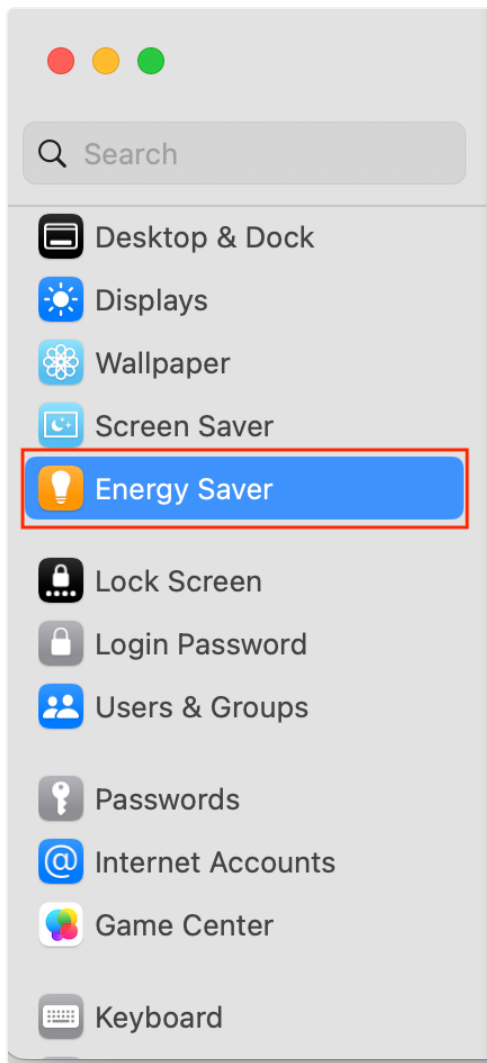 Search
Desktop & Dock
Displays
Wallpaper
Screen Saver
Energy Saver
Lock Screen
Login Password
Users & Groups
Passwords
Internet Accounts
Game Center
Keyboard